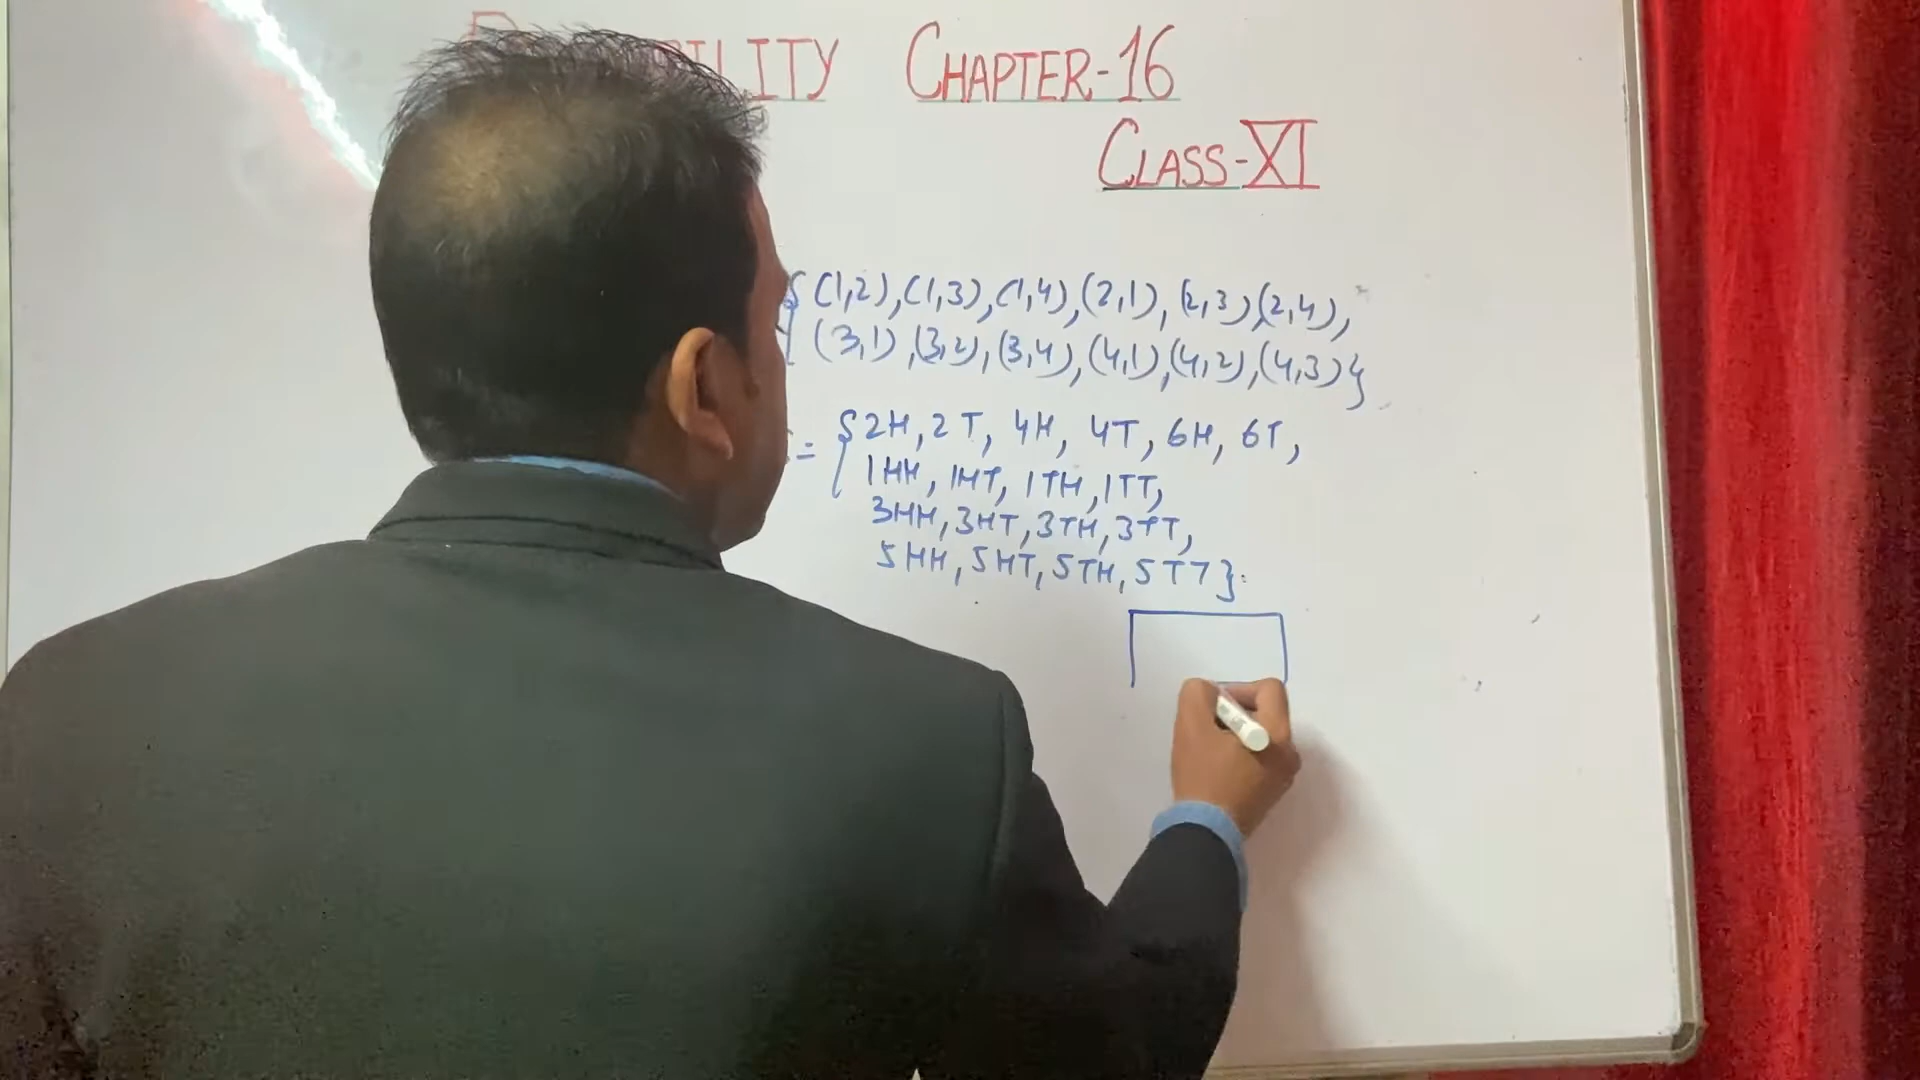 ILITY CHAPTER-16
CLASS-XI
{(1,2),(1,3),(1,4),(2,1),(2,3)(2,4),
(3,1),(3,2),(3,4),(4,1),(4,2),(4,3)}
= {2H, 2T, 4H, 4T, 6H, 6T,
1HH, 1HT, 1TH, 1TT,
3HH, 3HT, 3TH, 3TT,
5HH, 5HT, 5TH, 5TT}.